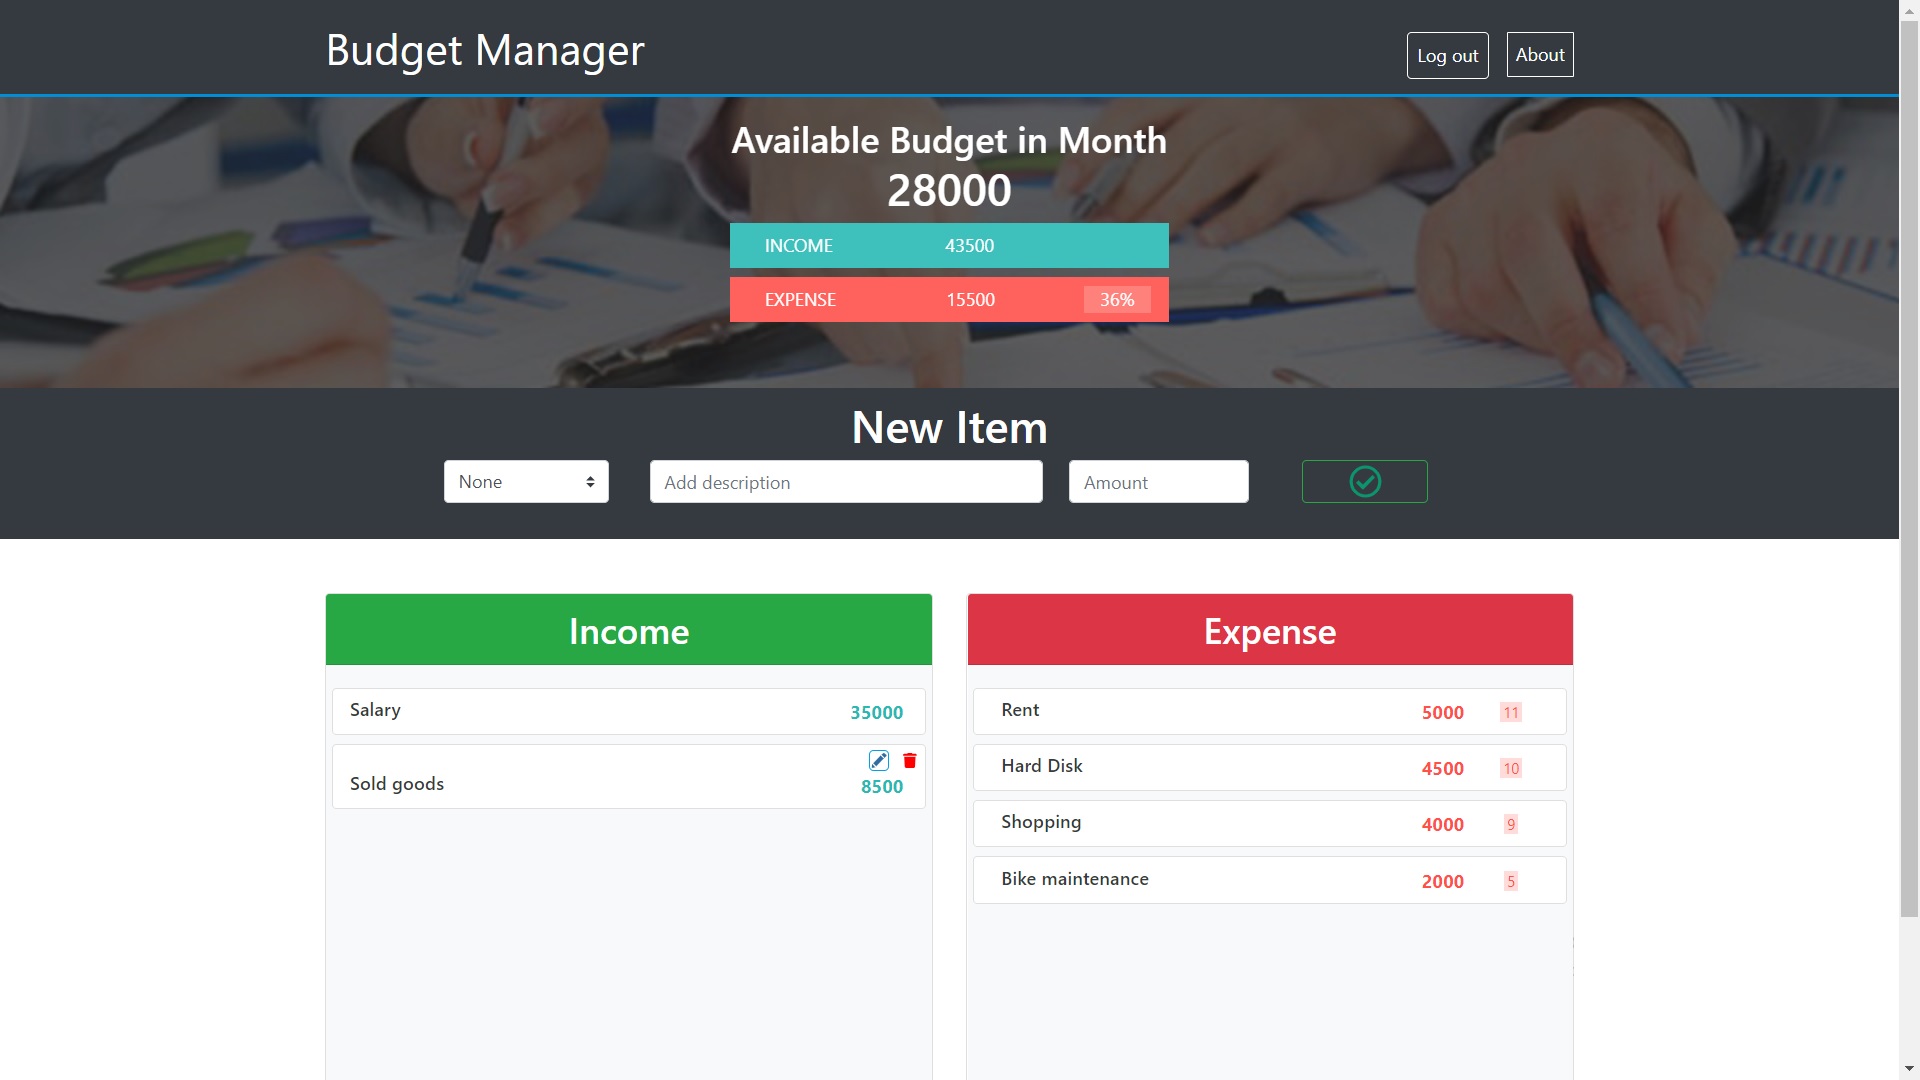 Budget Manager
Log out
About
Available Budget in Month
28000
INCOME 43500
EXPENSE 15500 36%
New Item
None
Add description
Amount
Income
Salary 35000
Sold goods 8500
Expense
Rent 5000 11
Hard Disk 4500 10
Shopping 4000 9
Bike maintenance 2000 5